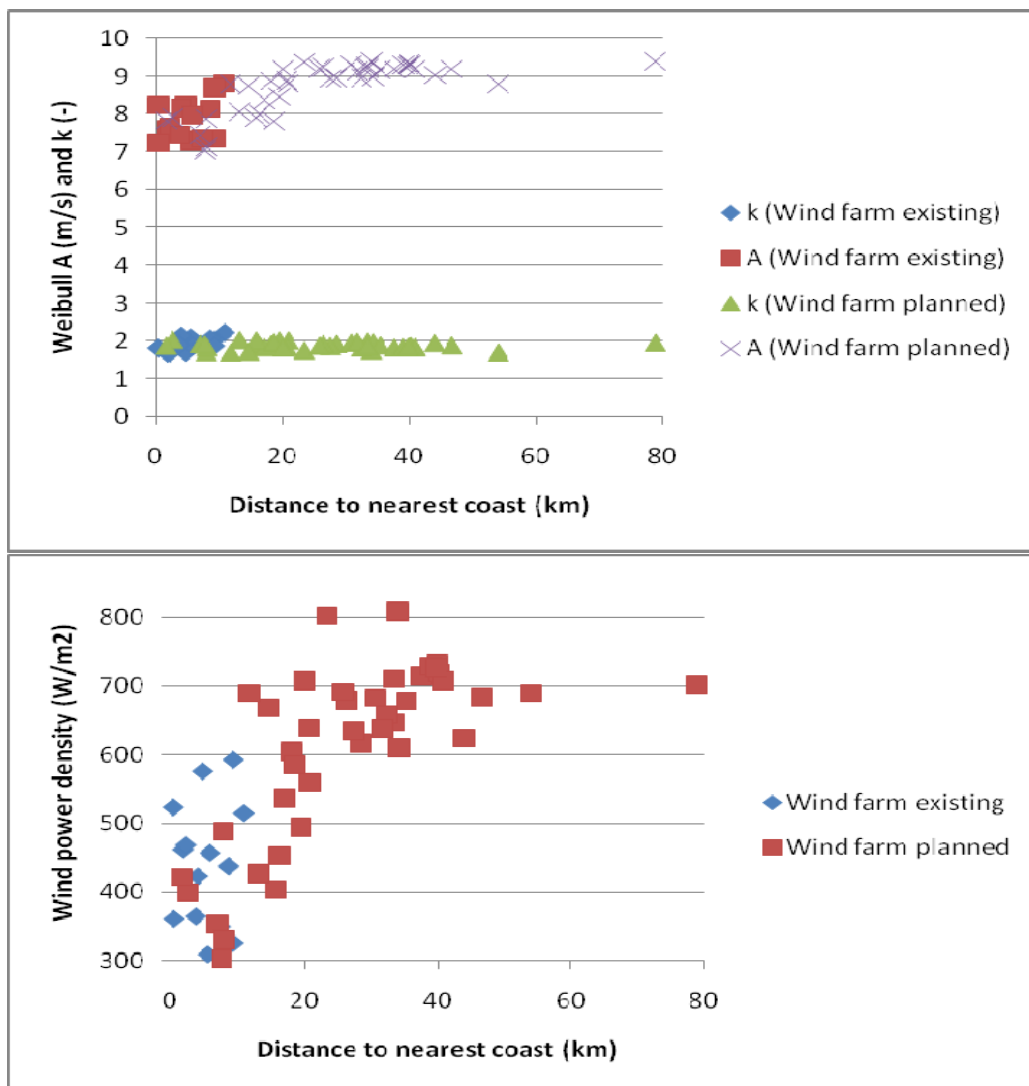 10
9
8
7
6
5
4
3
2
1
0
Weibull A (m/s) and k (-)
0 20 40 60 80
Distance to nearest coast (km)
k (Wind farm existing)
A (Wind farm existing)
k (Wind farm planned)
A (Wind farm planned)
800
700
600
500
400
300
Wind power density (W/m2)
0 20 40 60 80
Distance to nearest coast (km)
Wind farm existing
Wind farm planned